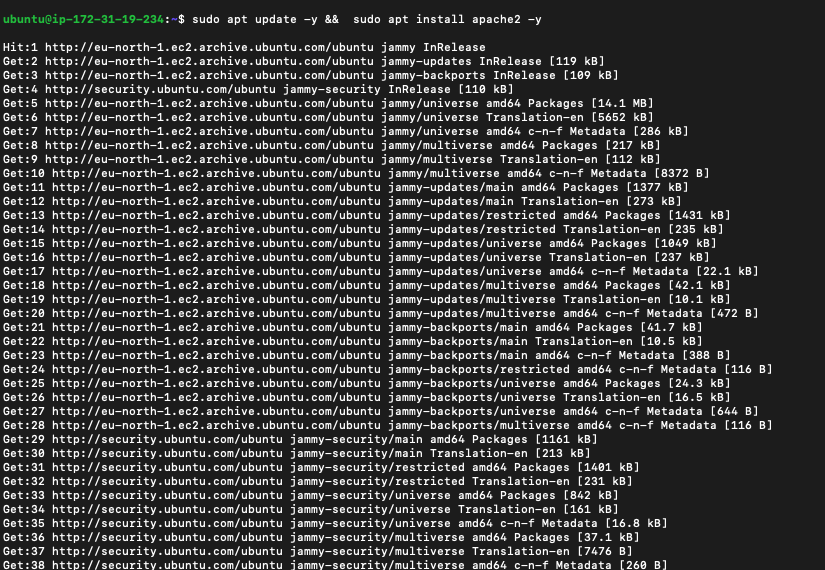 ubuntu@ip-172-31-19-234:~$ sudo apt update -y &&  sudo apt install apache2 -y
Hit:1 http://eu-north-1.ec2.archive.ubuntu.com/ubuntu jammy InRelease
Get:2 http://eu-north-1.ec2.archive.ubuntu.com/ubuntu jammy-updates InRelease [119 kB]
Get:3 http://eu-north-1.ec2.archive.ubuntu.com/ubuntu jammy-backports InRelease [109 kB]
Get:4 http://security.ubuntu.com/ubuntu jammy-security InRelease [110 kB]
Get:5 http://eu-north-1.ec2.archive.ubuntu.com/ubuntu jammy/universe amd64 Packages [14.1 MB]
Get:6 http://eu-north-1.ec2.archive.ubuntu.com/ubuntu jammy/universe Translation-en [5652 kB]
Get:7 http://eu-north-1.ec2.archive.ubuntu.com/ubuntu jammy/universe amd64 c-n-f Metadata [286 kB]
Get:8 http://eu-north-1.ec2.archive.ubuntu.com/ubuntu jammy/multiverse amd64 Packages [217 kB]
Get:9 http://eu-north-1.ec2.archive.ubuntu.com/ubuntu jammy/multiverse Translation-en [112 kB]
Get:10 http://eu-north-1.ec2.archive.ubuntu.com/ubuntu jammy/multiverse amd64 c-n-f Metadata [8372 B]
Get:11 http://eu-north-1.ec2.archive.ubuntu.com/ubuntu jammy-updates/main amd64 Packages [1377 kB]
Get:12 http://eu-north-1.ec2.archive.ubuntu.com/ubuntu jammy-updates/main Translation-en [273 kB]
Get:13 http://eu-north-1.ec2.archive.ubuntu.com/ubuntu jammy-updates/restricted amd64 Packages [1431 kB]
Get:14 http://eu-north-1.ec2.archive.ubuntu.com/ubuntu jammy-updates/restricted Translation-en [235 kB]
Get:15 http://eu-north-1.ec2.archive.ubuntu.com/ubuntu jammy-updates/universe amd64 Packages [1049 kB]
Get:16 http://eu-north-1.ec2.archive.ubuntu.com/ubuntu jammy-updates/universe Translation-en [237 kB]
Get:17 http://eu-north-1.ec2.archive.ubuntu.com/ubuntu jammy-updates/universe amd64 c-n-f Metadata [22.1 kB]
Get:18 http://eu-north-1.ec2.archive.ubuntu.com/ubuntu jammy-updates/multiverse amd64 Packages [42.1 kB]
Get:19 http://eu-north-1.ec2.archive.ubuntu.com/ubuntu jammy-updates/multiverse Translation-en [10.1 kB]
Get:20 http://eu-north-1.ec2.archive.ubuntu.com/ubuntu jammy-updates/multiverse amd64 c-n-f Metadata [472 B]
Get:21 http://eu-north-1.ec2.archive.ubuntu.com/ubuntu jammy-backports/main amd64 Packages [41.7 kB]
Get:22 http://eu-north-1.ec2.archive.ubuntu.com/ubuntu jammy-backports/main Translation-en [10.5 kB]
Get:23 http://eu-north-1.ec2.archive.ubuntu.com/ubuntu jammy-backports/main amd64 c-n-f Metadata [388 B]
Get:24 http://eu-north-1.ec2.archive.ubuntu.com/ubuntu jammy-backports/restricted amd64 c-n-f Metadata [116 B]
Get:25 http://eu-north-1.ec2.archive.ubuntu.com/ubuntu jammy-backports/universe amd64 Packages [24.3 kB]
Get:26 http://eu-north-1.ec2.archive.ubuntu.com/ubuntu jammy-backports/universe Translation-en [16.5 kB]
Get:27 http://eu-north-1.ec2.archive.ubuntu.com/ubuntu jammy-backports/universe amd64 c-n-f Metadata [644 B]
Get:28 http://eu-north-1.ec2.archive.ubuntu.com/ubuntu jammy-backports/multiverse amd64 c-n-f Metadata [116 B]
Get:29 http://security.ubuntu.com/ubuntu jammy-security/main amd64 Packages [1161 kB]
Get:30 http://security.ubuntu.com/ubuntu jammy-security/main Translation-en [213 kB]
Get:31 http://security.ubuntu.com/ubuntu jammy-security/restricted amd64 Packages [1401 kB]
Get:32 http://security.ubuntu.com/ubuntu jammy-security/restricted Translation-en [231 kB]
Get:33 http://security.ubuntu.com/ubuntu jammy-security/universe amd64 Packages [842 kB]
Get:34 http://security.ubuntu.com/ubuntu jammy-security/universe Translation-en [161 kB]
Get:35 http://security.ubuntu.com/ubuntu jammy-security/universe amd64 c-n-f Metadata [16.8 kB]
Get:36 http://security.ubuntu.com/ubuntu jammy-security/multiverse amd64 Packages [37.1 kB]
Get:37 http://security.ubuntu.com/ubuntu jammy-security/multiverse Translation-en [7476 B]
Get:38 http://security.ubuntu.com/ubuntu jammy-security/multiverse amd64 c-n-f Metadata [260 B]